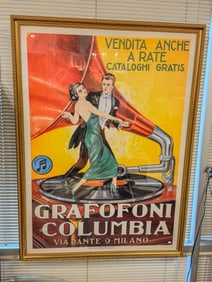 VENDITA ANCHE
A RATE
CATALOGHI GRATIS
GRAFOFONI
COLUMBIA
VIA DANTE·9·MILANO